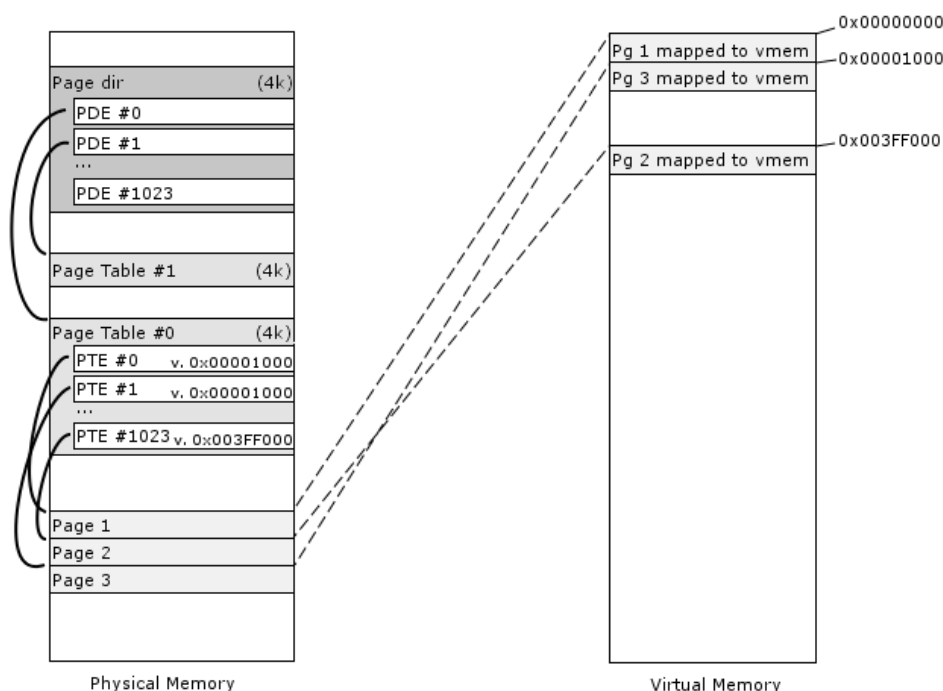 Page dir (4k)
PDE #0
PDE #1
...
PDE #1023
Page Table #1 (4k)
Page Table #0 (4k)
PTE #0 v. 0x00001000
PTE #1 v. 0x00001000
...
PTE #1023 v. 0x003FF000
Page 1
Page 2
Page 3
Physical Memory
0x00000000
Pg 1 mapped to vmem
0x00001000
Pg 3 mapped to vmem
0x003FF000
Pg 2 mapped to vmem
Virtual Memory